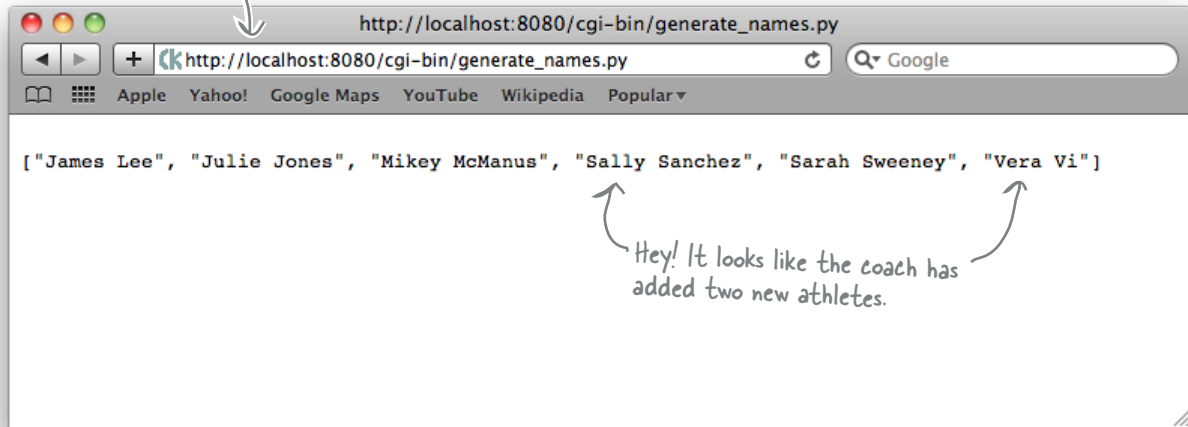 http://localhost:8080/cgi-bin/generate_names.py
http://localhost:8080/cgi-bin/generate_names.py
Google
Apple Yahoo! Google Maps YouTube Wikipedia Popular
["James Lee", "Julie Jones", "Mikey McManus", "Sally Sanchez", "Sarah Sweeney", "Vera Vi"]
Hey! It looks like the coach has
added two new athletes.